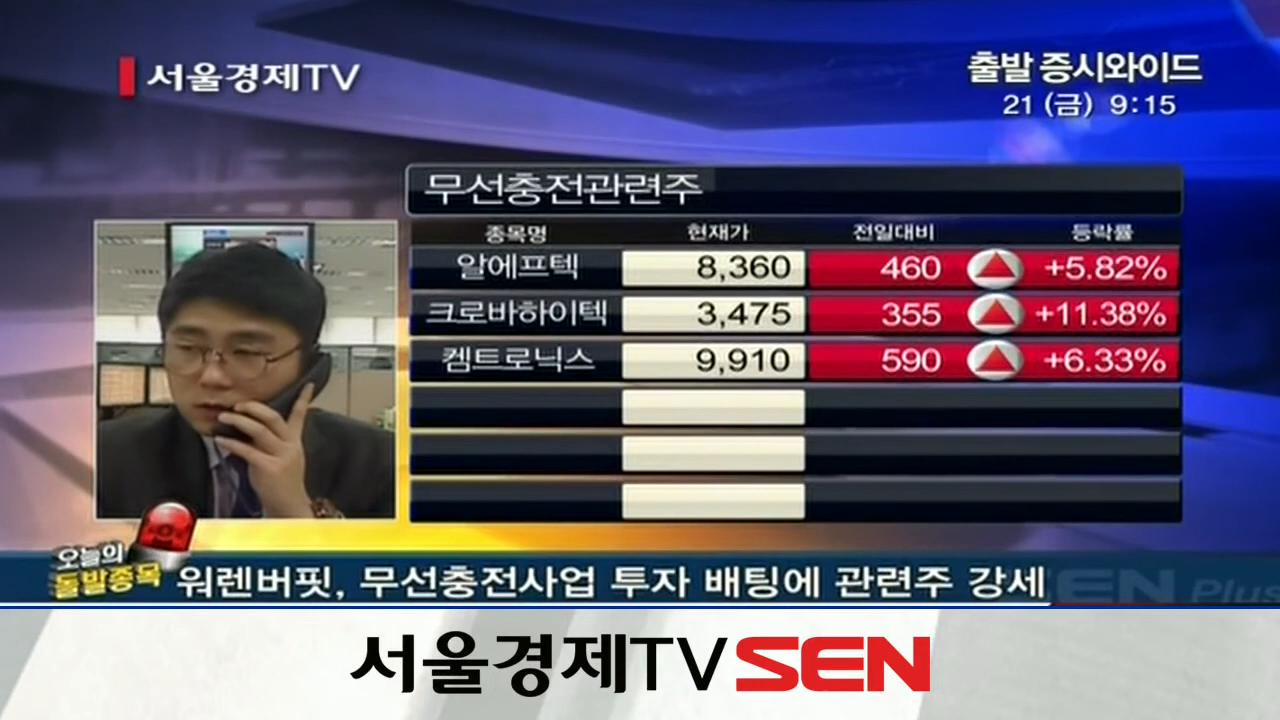 서울경제TV
출발 증시와이드
21 (금) 9:15
무선충전관련주
종목명 현재가 전일대비 등락률
알에프텍 8,360 460 +5.82%
크로바하이텍 3,475 355 +11.38%
켐트로닉스 9,910 590 +6.33%
오늘의
돌발종목
워렌버핏, 무선충전사업 투자 배팅에 관련주 강세
SEN Plus
서울경제TV SEN